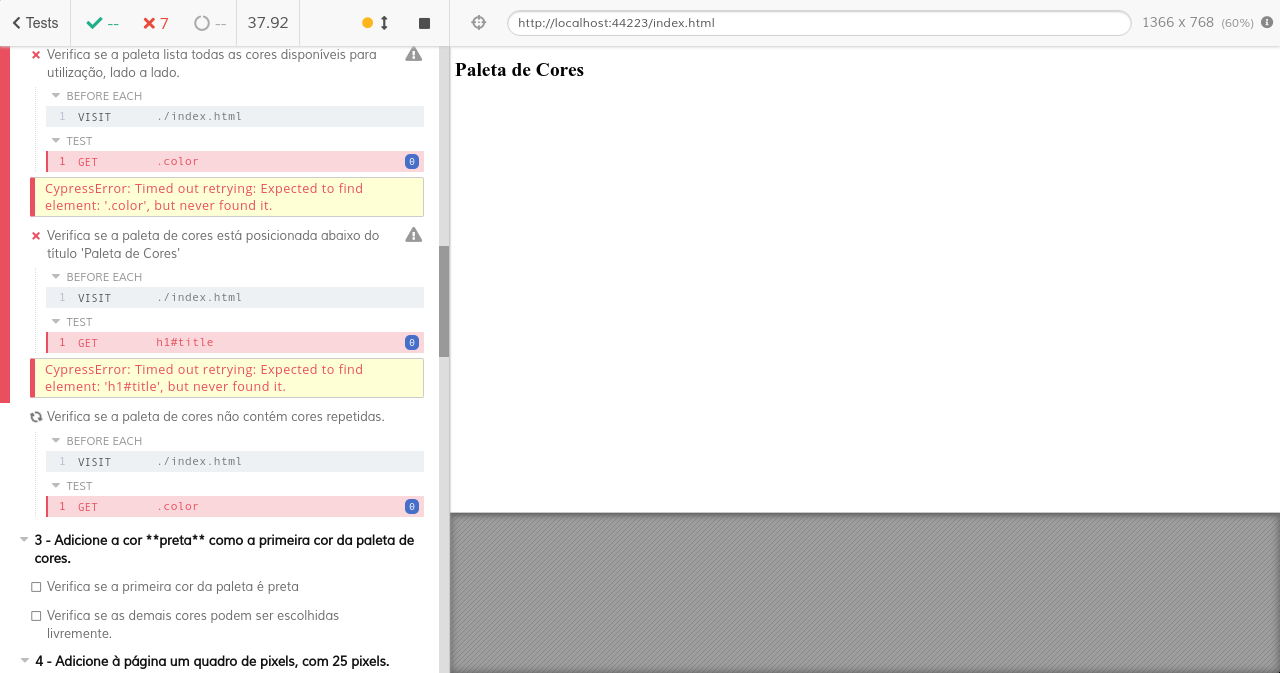 Tests
--
7
--
37.92
http://localhost:44223/index.html
1366 x 768 (60%)
Verifica se a paleta lista todas as cores disponíveis para
utilização, lado a lado.
BEFORE EACH
1 VISIT ./index.html
TEST
1 GET .color 0
CypressError: Timed out retrying: Expected to find
element: '.color', but never found it.
Verifica se a paleta de cores está posicionada abaixo do
título 'Paleta de Cores'
BEFORE EACH
1 VISIT ./index.html
TEST
1 GET h1#title 0
CypressError: Timed out retrying: Expected to find
element: 'h1#title', but never found it.
Verifica se a paleta de cores não contém cores repetidas.
BEFORE EACH
1 VISIT ./index.html
TEST
1 GET .color 0
3 - Adicione a cor **preta** como a primeira cor da paleta de
cores.
Verifica se a primeira cor da paleta é preta
Verifica se as demais cores podem ser escolhidas
livremente.
4 - Adicione à página um quadro de pixels, com 25 pixels.
Paleta de Cores